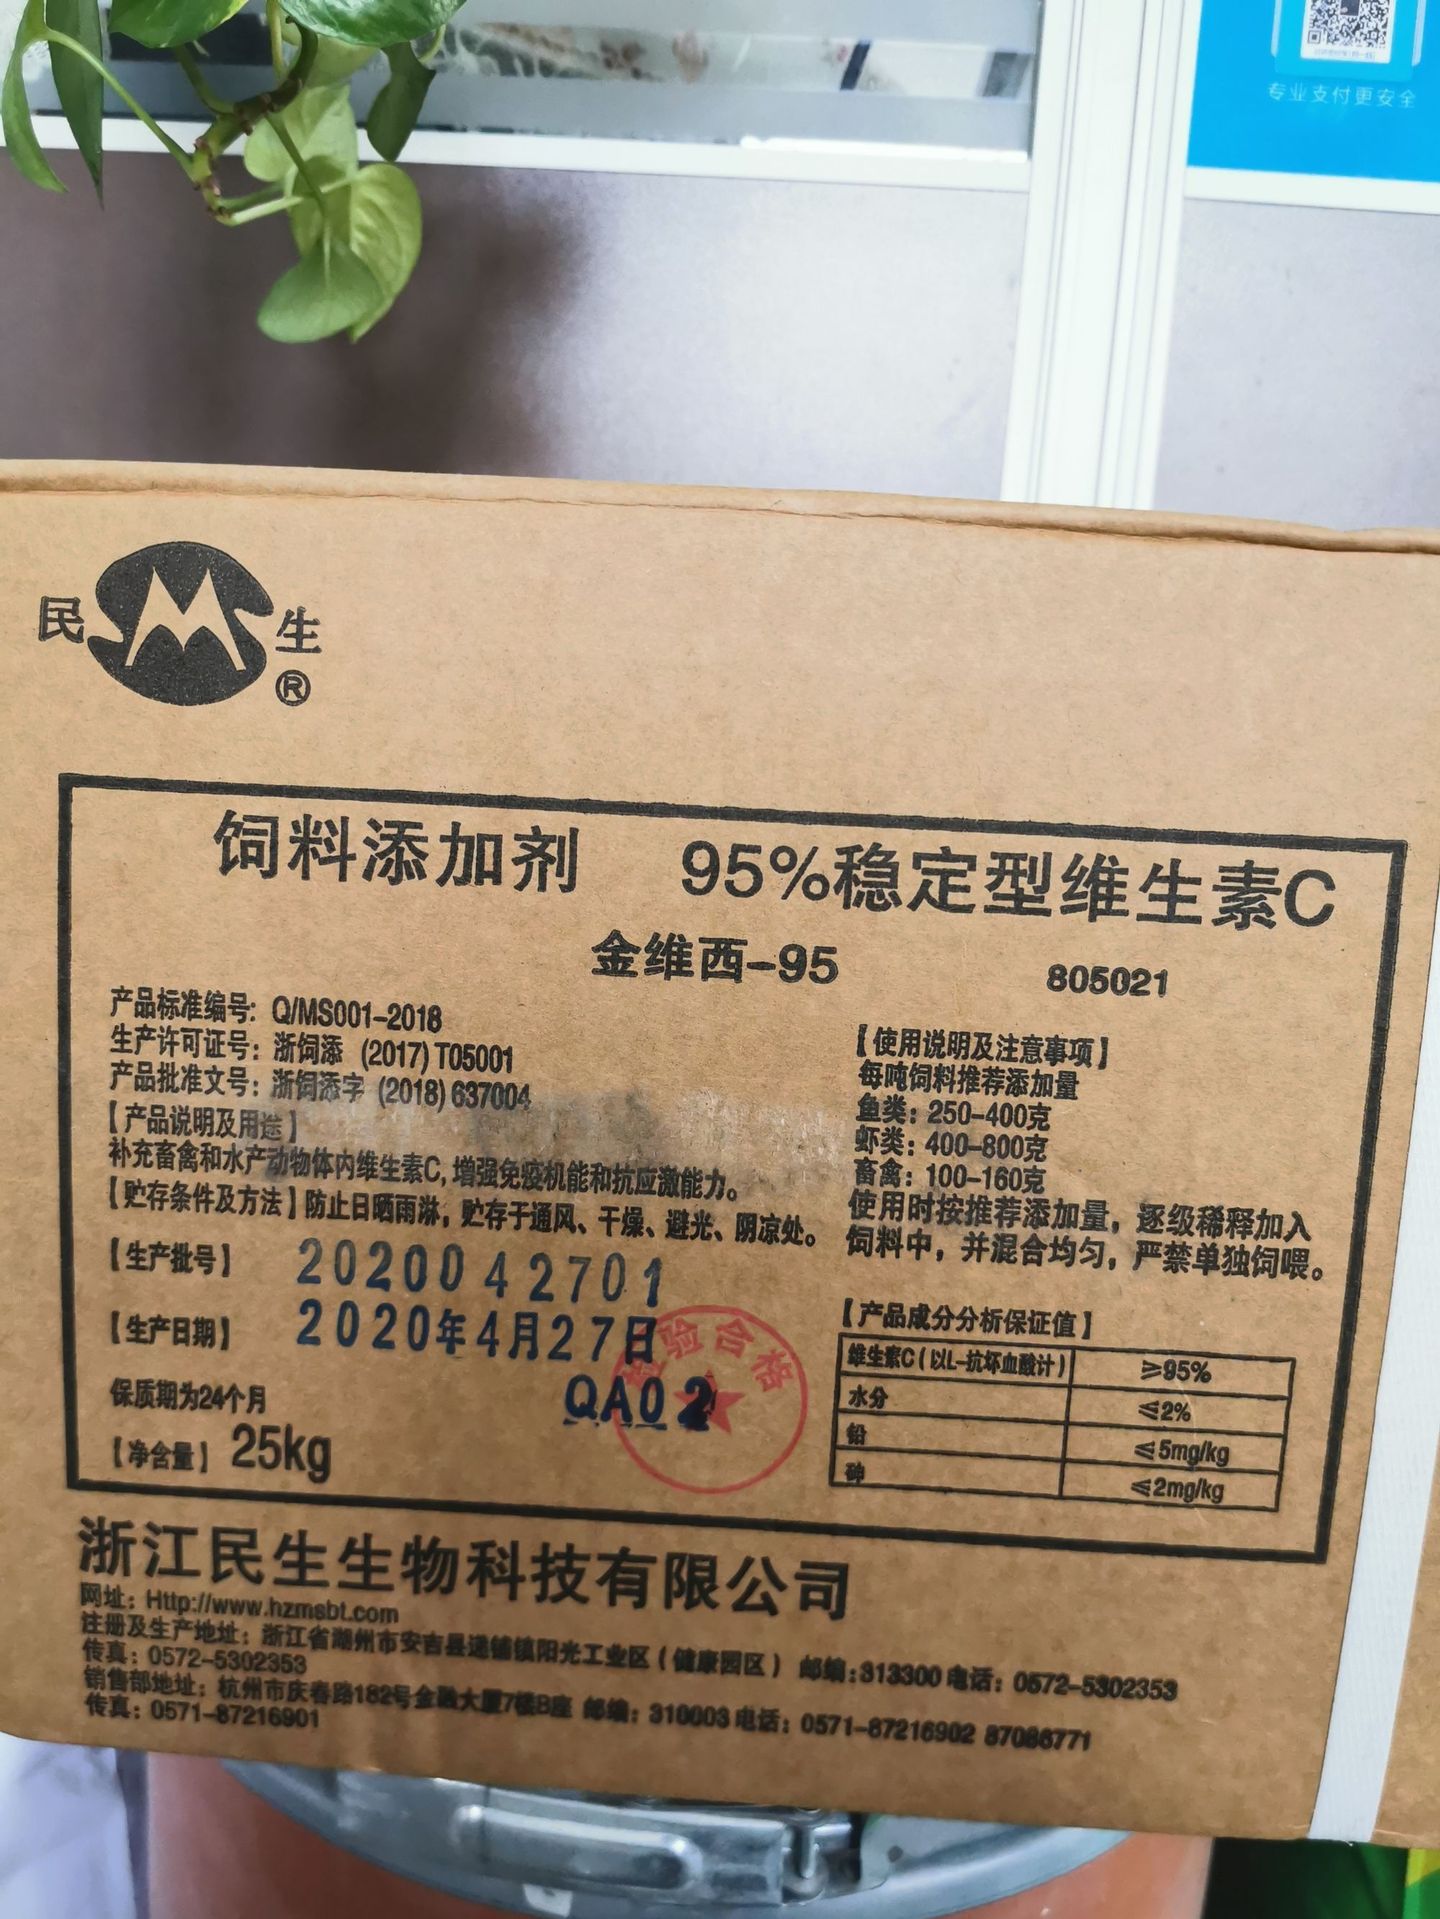 专业支付更安全
民 生
®
饲料添加剂 95%稳定型维生素C
金维西-95 805021
产品标准编号: Q/MS001-2018
生产许可证号: 浙饲添 (2017) T05001
产品批准文号: 浙饲添字 (2018) 637004
【产品说明及用途】
补充畜禽和水产动物体内维生素C, 增强免疫机能和抗应激能力。
【贮存条件及方法】防止日晒雨淋, 贮存于通风、干燥、避光、阴凉处。
【生产批号】 2020042701
【生产日期】 2020年4月27日
保质期为24个月
QA02
检验合格
【净含量】 25kg
【使用说明及注意事项】
每吨饲料推荐添加量
鱼类: 250-400克
虾类: 400-800克
畜禽: 100-160克
使用时按推荐添加量, 逐级稀释加入
饲料中, 并混合均匀, 严禁单独饲喂。
【产品成分分析保证值】
维生素C (以L-抗坏血酸计) ≥95%
水分 ≤2%
铅 ≤5mg/kg
砷 ≤2mg/kg
浙江民生生物科技有限公司
网址: Http://www.hzmsbt.com
注册及生产地址: 浙江省湖州市安吉县递铺镇阳光工业区 (健康园区) 邮编: 313300 电话: 0572-5302353
传真: 0572-5302353
销售部地址: 杭州市庆春路182号金融大厦7楼B座 邮编: 310003 电话: 0571-87216902 87086771
传真: 0571-87216901